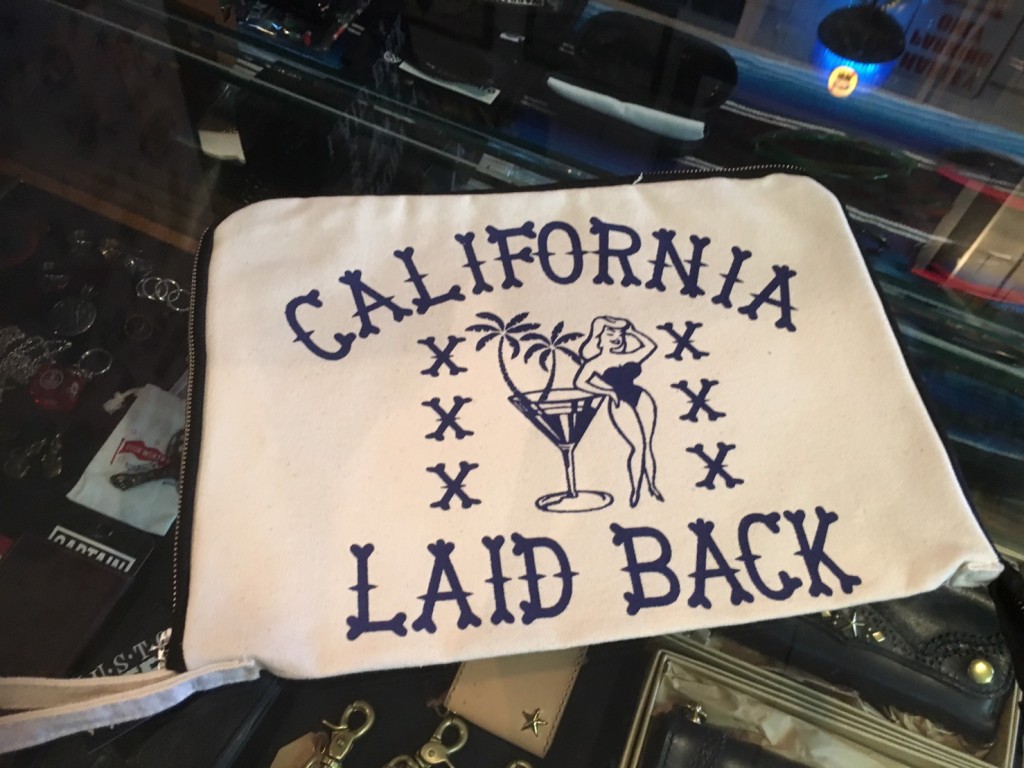 CALIFORNIA
X X
X X
X X
LAID BACK
CAPTAIN